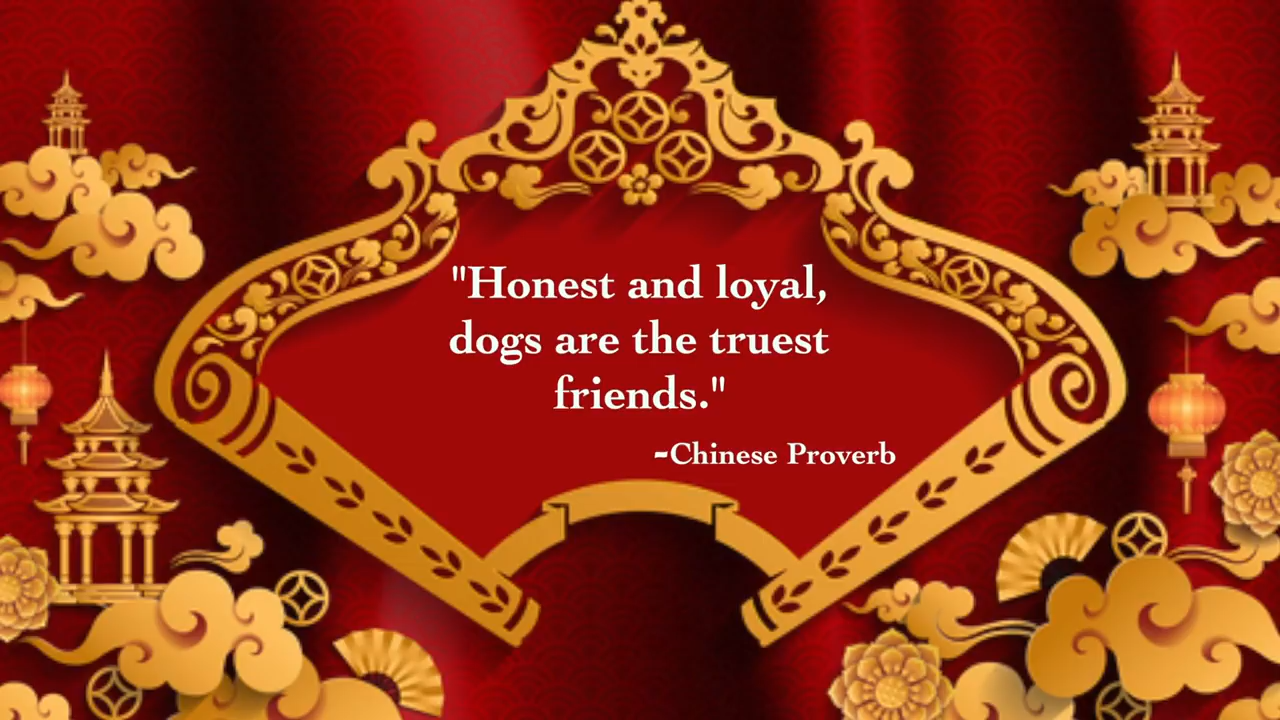 "Honest and loyal,
dogs are the truest
friends."
-Chinese Proverb